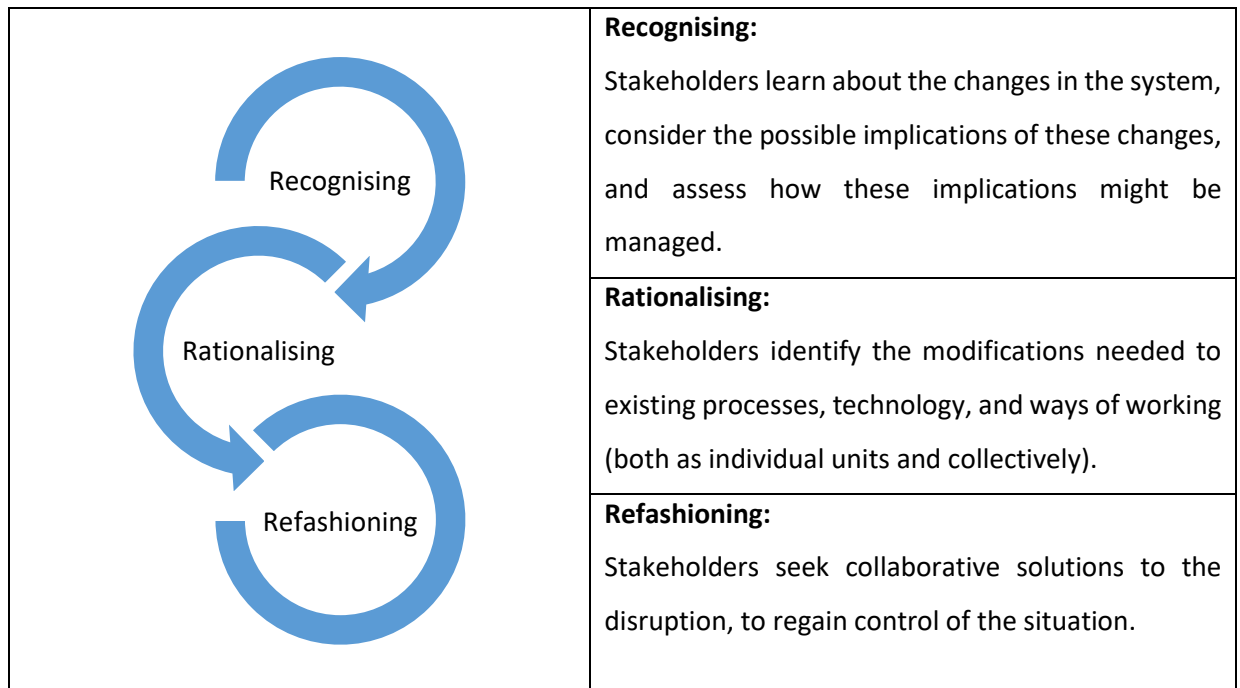 Recognising
Rationalising
Refashioning
Recognising:
Stakeholders learn about the changes in the system,
consider the possible implications of these changes,
and assess how these implications might be
managed.
Rationalising:
Stakeholders identify the modifications needed to
existing processes, technology, and ways of working
(both as individual units and collectively).
Refashioning:
Stakeholders seek collaborative solutions to the
disruption, to regain control of the situation.